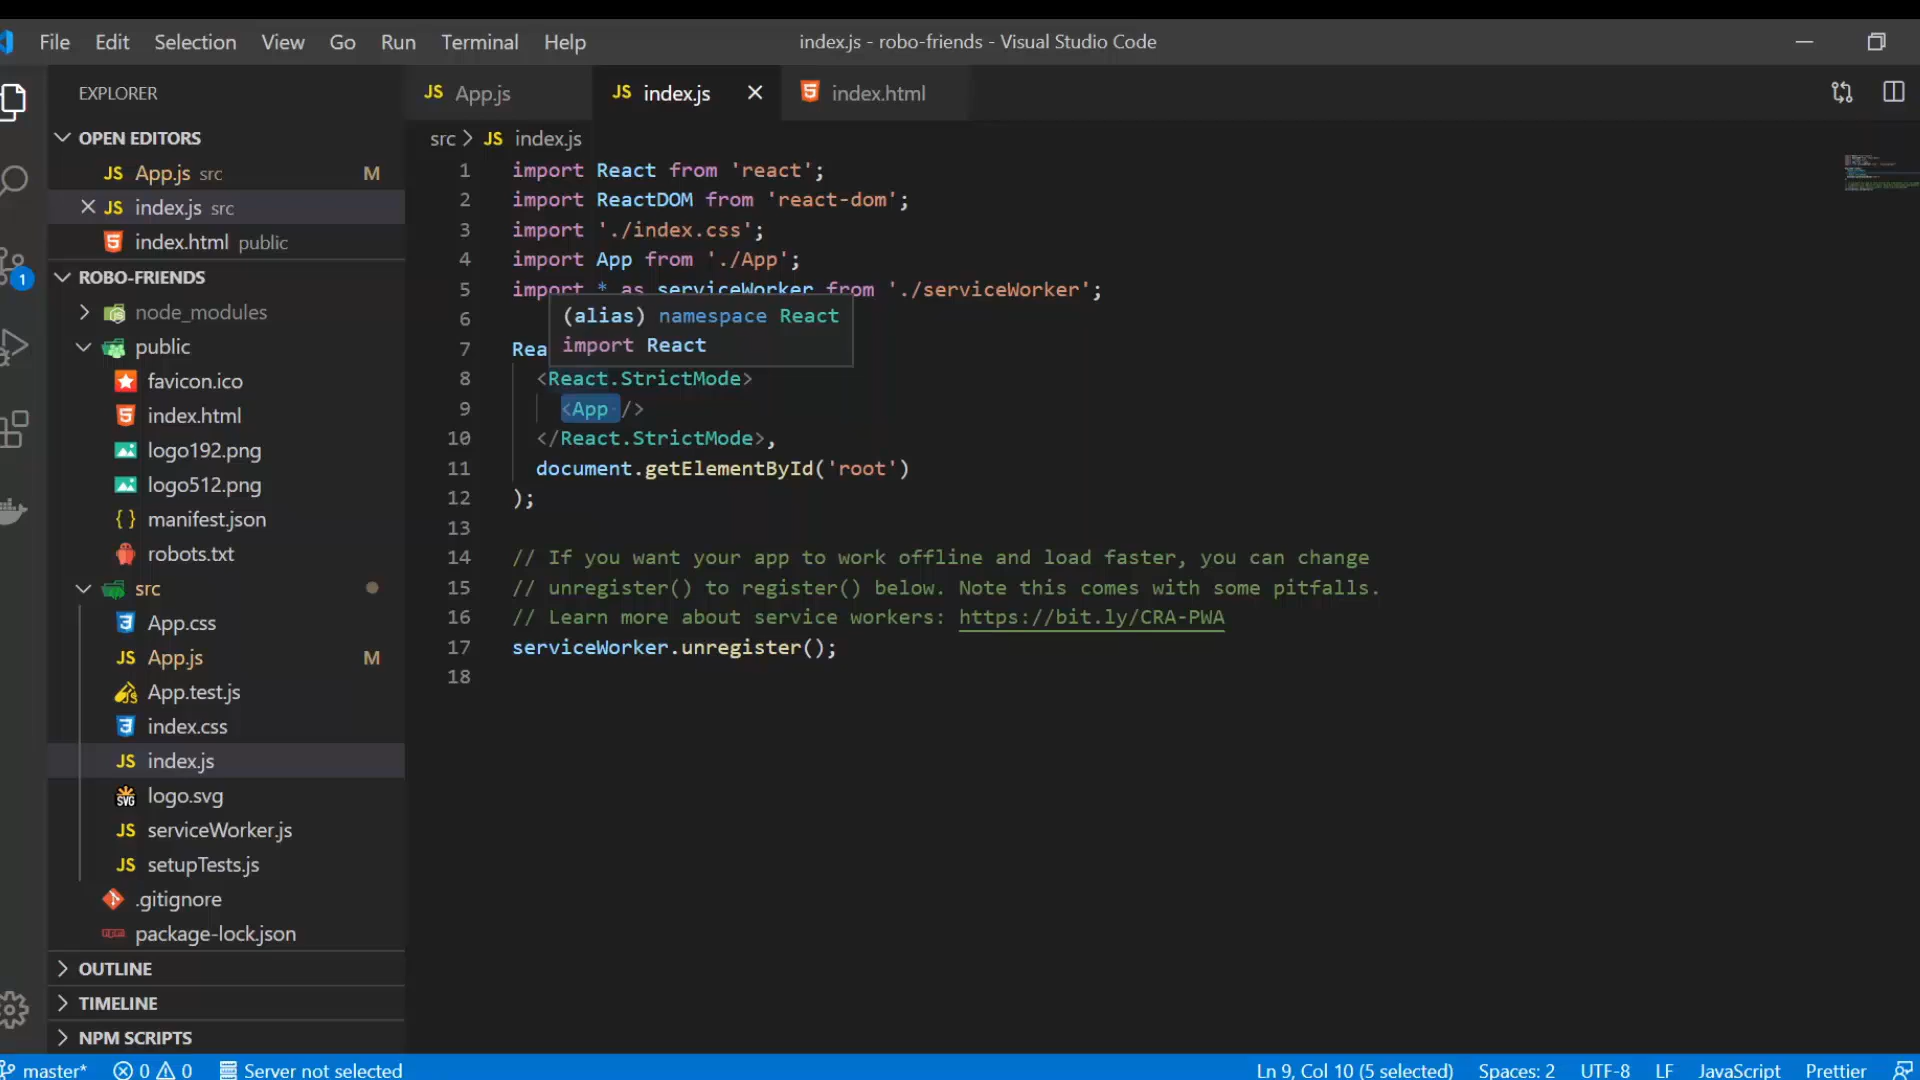 File Edit Selection View Go Run Terminal Help
index.js - robo-friends - Visual Studio Code
EXPLORER
OPEN EDITORS
JS App.js src M
JS index.js src
index.html public
ROBO-FRIENDS
node_modules
public
favicon.ico
index.html
logo192.png
logo512.png
{} manifest.json
robots.txt
src
App.css
JS App.js M
App.test.js
index.css
JS index.js
SVG logo.svg
JS serviceWorker.js
JS setupTests.js
.gitignore
package-lock.json
OUTLINE
TIMELINE
NPM SCRIPTS
1
JS App.js
JS index.js
index.html
src > JS index.js
1 import React from 'react';
2 import ReactDOM from 'react-dom';
3 import './index.css';
4 import App from './App';
5 import * as serviceWorker from './serviceWorker';
6
(alias) namespace React
import React
7 Rea
8 <React.StrictMode>
9 <App />
10 </React.StrictMode>,
11 document.getElementById('root')
12 );
13
14 // If you want your app to work offline and load faster, you can change
15 // unregister() to register() below. Note this comes with some pitfalls.
16 // Learn more about service workers: https://bit.ly/CRA-PWA
17 serviceWorker.unregister();
18
master* 0 0 Server not selected
Ln 9, Col 10 (5 selected) Spaces: 2 UTF-8 LF JavaScript Prettier